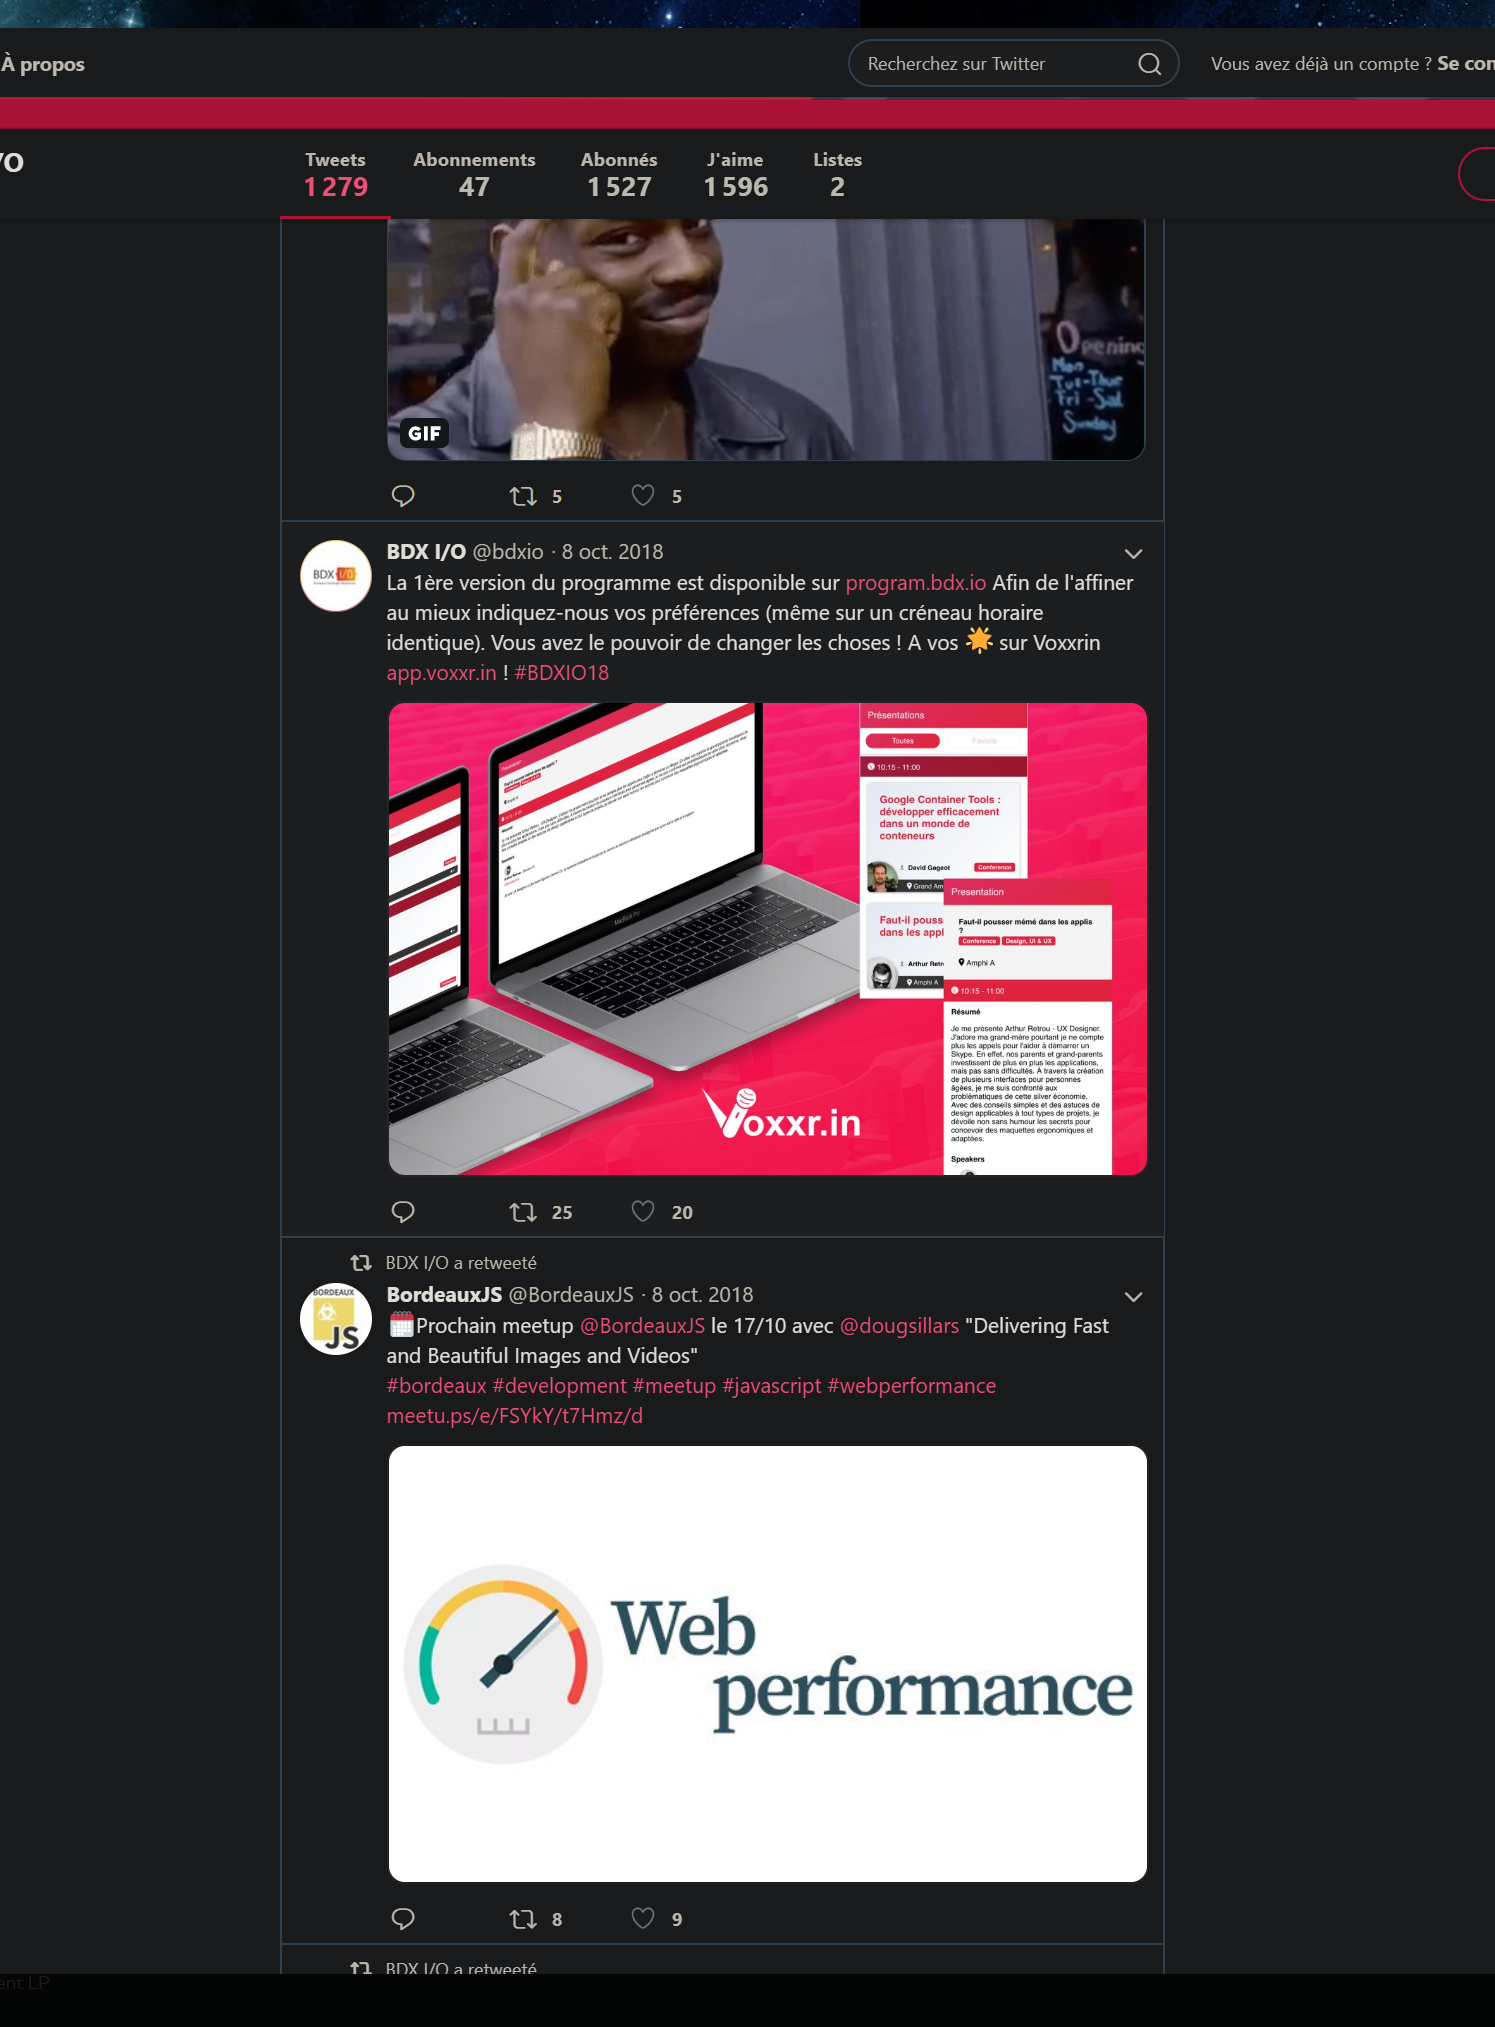 À propos
Recherchez sur Twitter
Vous avez déjà un compte ? Se con
/O
Tweets
1 279
Abonnements
47
Abonnés
1 527
J'aime
1 596
Listes
2
Opening
Mon
Tue-Thur
Fri-Sat
Sunday
GIF
5
5
BDX I/O
BDX I/O @bdxio · 8 oct. 2018
La 1ère version du programme est disponible sur program.bdx.io Afin de l'affiner
au mieux indiquez-nous vos préférences (même sur un créneau horaire
identique). Vous avez le pouvoir de changer les choses ! A vos 🌟 sur Voxxrin
app.voxxr.in ! #BDXIO18
MacBook Pro
Présentations
Toutes
Favoris
10:15 - 11:00
Google Container Tools :
développer efficacement
dans un monde de
conteneurs
David Gageot
Conference
Grand Am
Faut-il pouss
dans les appl
Arthur Retr
Amphi A
Presentation
Faut-il pousser mémé dans les applis
?
Conference
Design, UI & UX
Amphi A
10:15 - 11:00
Résumé
Je me présente Arthur Retrou - UX Designer.
J'adore ma grand-mère pourtant je ne compte
plus les appels pour l'aider à démarrer un
Skype. En effet, nos parents et grand-parents
investissent de plus en plus les applications,
mais pas sans difficultés. À travers la création
de plusieurs interfaces pour personnes
âgées, je me suis confronté aux
problématiques de cette silver économie.
Avec des conseils simples et des astuces de
design applicables à tout types de projets, je
dévoile non sans humour les secrets pour
concevoir des maquettes ergonomiques et
adaptées.
Speakers
Voxxr.in
25
20
BDX I/O a retweeté
BORDEAUX
JS
BordeauxJS @BordeauxJS · 8 oct. 2018
🗓Prochain meetup @BordeauxJS le 17/10 avec @dougsillars "Delivering Fast
and Beautiful Images and Videos"
#bordeaux #development #meetup #javascript #webperformance
meetu.ps/e/FSYkY/t7Hmz/d
Web
performance
8
9
BDX I/O a retweeté
ent LP